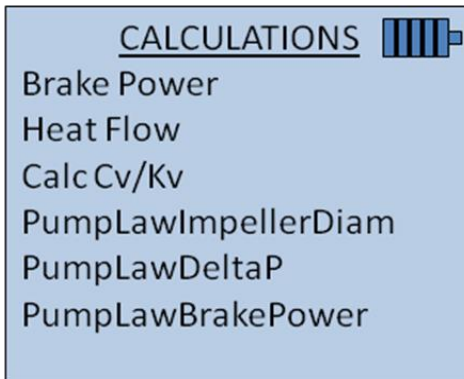 CALCULATIONS
Brake Power
Heat Flow
Calc Cv/Kv
PumpLawImpellerDiam
PumpLawDeltaP
PumpLawBrakePower